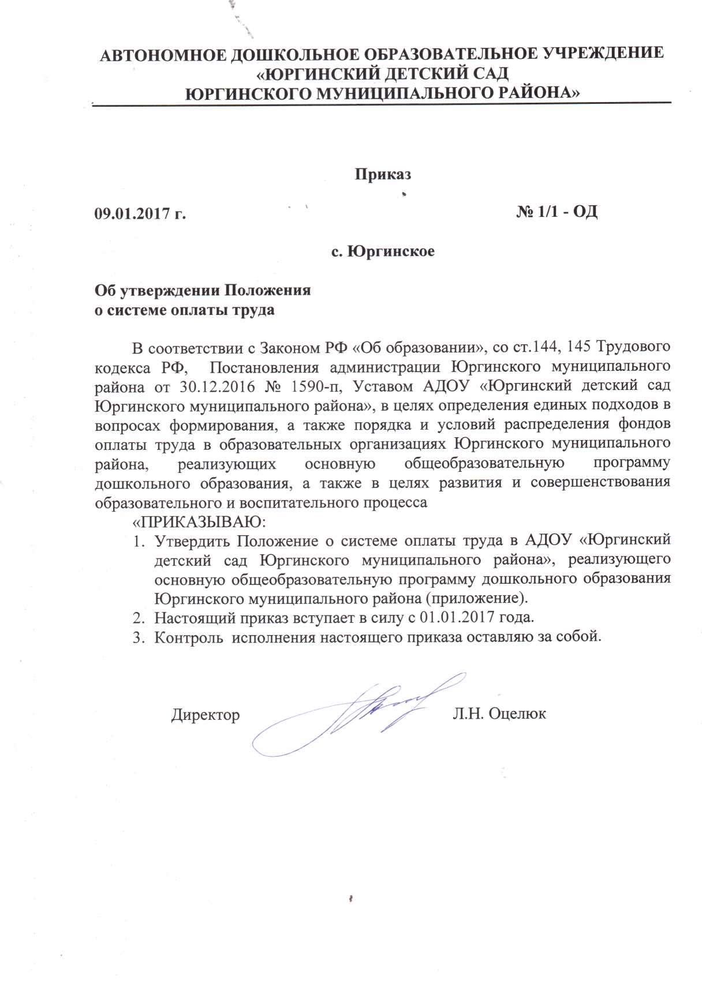 АВТОНОМНОЕ ДОШКОЛЬНОЕ ОБРАЗОВАТЕЛЬНОЕ УЧРЕЖДЕНИЕ
«ЮРГИНСКИЙ ДЕТСКИЙ САД
ЮРГИНСКОГО МУНИЦИПАЛЬНОГО РАЙОНА»
Приказ
09.01.2017 г. № 1/1 - ОД
с. Юргинское
Об утверждении Положения
о системе оплаты труда
В соответствии с Законом РФ «Об образовании», со ст.144, 145 Трудового
кодекса РФ, Постановления администрации Юргинского муниципального
района от 30.12.2016 № 1590-п, Уставом АДОУ «Юргинский детский сад
Юргинского муниципального района», в целях определения единых подходов в
вопросах формирования, а также порядка и условий распределения фондов
оплаты труда в образовательных организациях Юргинского муниципального
района, реализующих основную общеобразовательную программу
дошкольного образования, а также в целях развития и совершенствования
образовательного и воспитательного процесса
«ПРИКАЗЫВАЮ:
1. Утвердить Положение о системе оплаты труда в АДОУ «Юргинский
детский сад Юргинского муниципального района», реализующего
основную общеобразовательную программу дошкольного образования
Юргинского муниципального района (приложение).
2. Настоящий приказ вступает в силу с 01.01.2017 года.
3. Контроль исполнения настоящего приказа оставляю за собой.
Директор Л.Н. Оцелюк